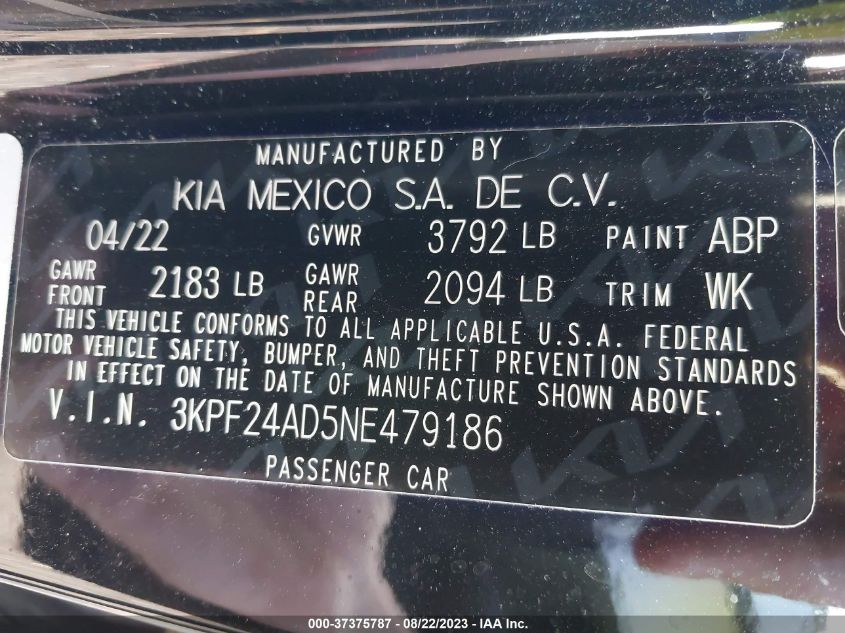 MANUFACTURED BY
KIA MEXICO S.A. DE C.V.
04/22 GVWR 3792 LB PAINT ABP
GAWR FRONT 2183 LB GAWR REAR 2094 LB TRIM WK
THIS VEHICLE CONFORMS TO ALL APPLICABLE U.S.A. FEDERAL
MOTOR VEHICLE SAFETY, BUMPER, AND THEFT PREVENTION STANDARDS
IN EFFECT ON THE DATE OF MANUFACTURE SHOWN ABOVE.
V.I.N. 3KPF24AD5NE479186
PASSENGER CAR
000-37375787 - 08/22/2023 - IAA, Inc.